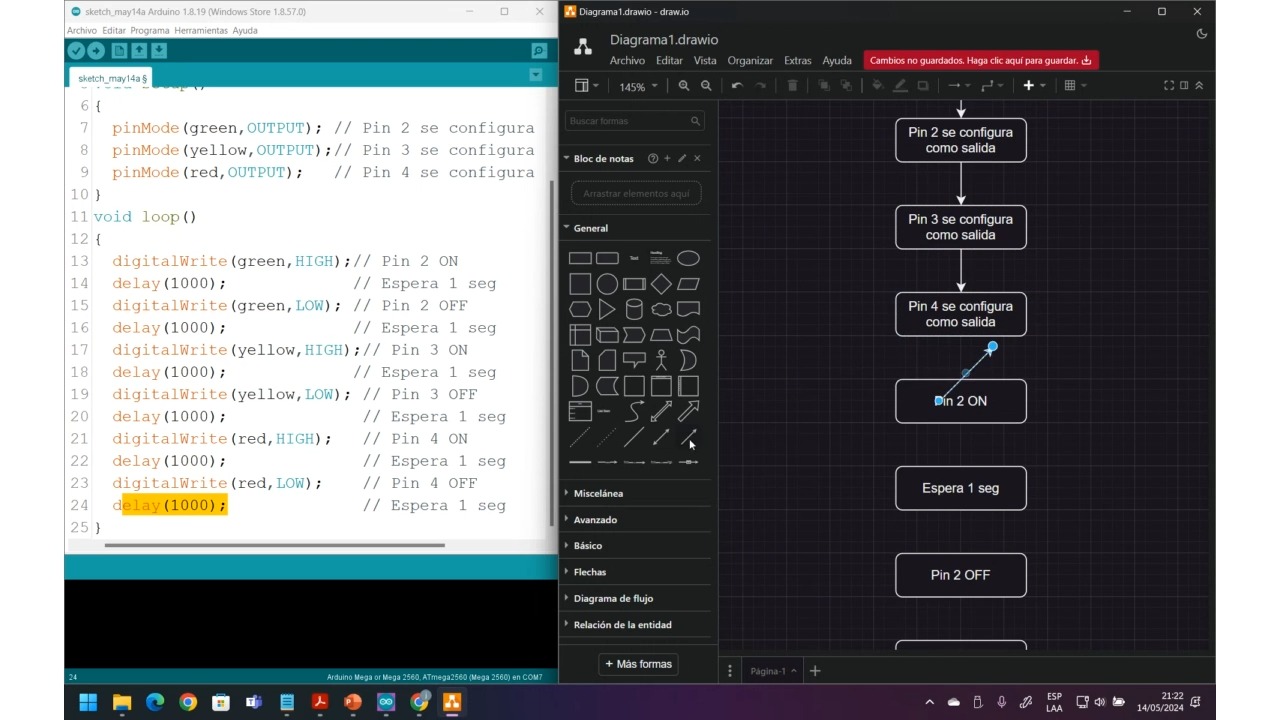 sketch_may14a Arduino 1.8.19 (Windows Store 1.8.57.0)
Archivo Editar Programa Herramientas Ayuda
sketch_may14a §
6 {
7 pinMode(green,OUTPUT); // Pin 2 se configura
8 pinMode(yellow,OUTPUT);// Pin 3 se configura
9 pinMode(red,OUTPUT); // Pin 4 se configura
10 }
11 void loop()
12 {
13 digitalWrite(green,HIGH);// Pin 2 ON
14 delay(1000); // Espera 1 seg
15 digitalWrite(green,LOW); // Pin 2 OFF
16 delay(1000); // Espera 1 seg
17 digitalWrite(yellow,HIGH);// Pin 3 ON
18 delay(1000); // Espera 1 seg
19 digitalWrite(yellow,LOW); // Pin 3 OFF
20 delay(1000); // Espera 1 seg
21 digitalWrite(red,HIGH); // Pin 4 ON
22 delay(1000); // Espera 1 seg
23 digitalWrite(red,LOW); // Pin 4 OFF
24 delay(1000); // Espera 1 seg
25 }
24
Arduino Mega or Mega 2560, ATmega2560 (Mega 2560) en COM7
Diagrama1.drawio - draw.io
Diagrama1.drawio
Archivo Editar Vista Organizar Extras Ayuda
Cambios no guardados. Haga clic aquí para guardar.
145%
Buscar formas
Bloc de notas
Arrastrar elementos aquí
General
Text
Heading
Miscelánea
Avanzado
Básico
Flechas
Diagrama de flujo
Relación de la entidad
+ Más formas
Pin 2 se configura
como salida
Pin 3 se configura
como salida
Pin 4 se configura
como salida
Pin 2 ON
Espera 1 seg
Pin 2 OFF
Página-1
ESP
LAA
21:22
14/05/2024